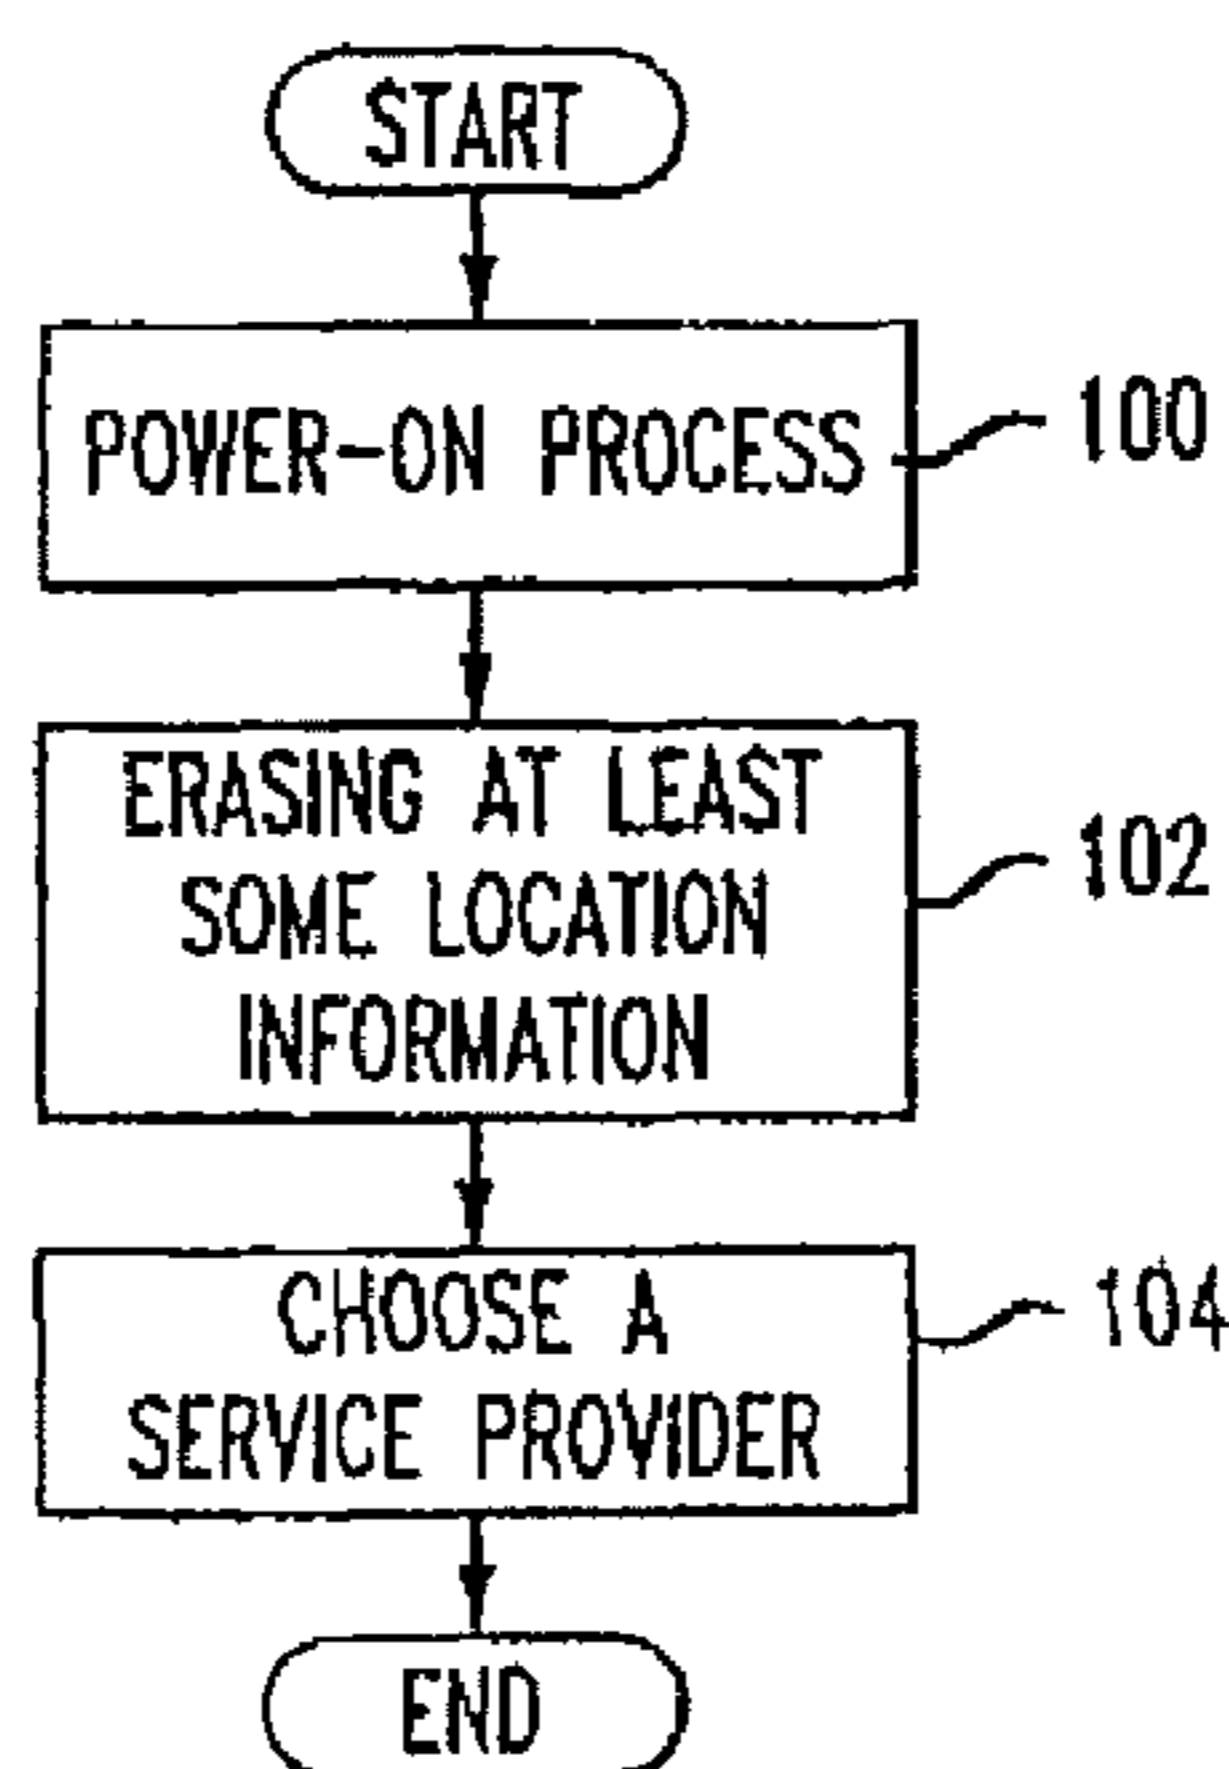 START
POWER-ON PROCESS
100
ERASING AT LEAST
SOME LOCATION
INFORMATION
102
CHOOSE A
SERVICE PROVIDER
104
END